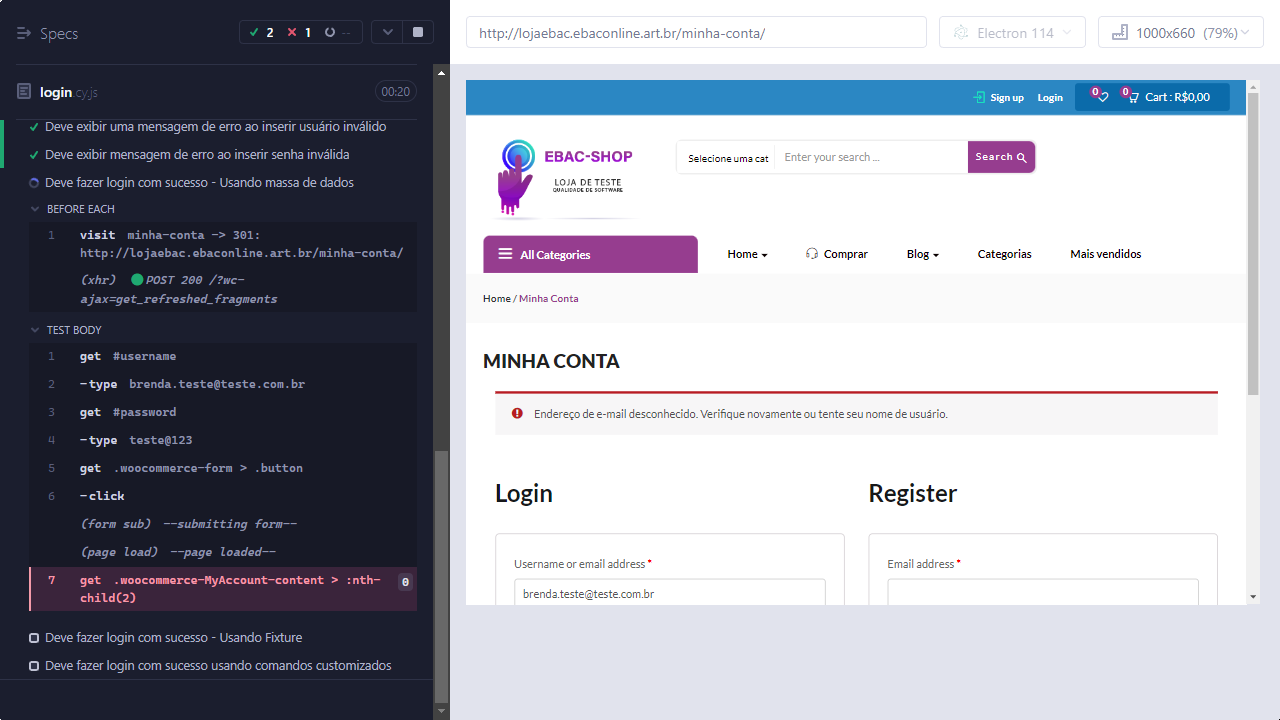 Specs
2
1
--
login.cy.js
00:20
Deve exibir uma mensagem de erro ao inserir usuário inválido
Deve exibir mensagem de erro ao inserir senha inválida
Deve fazer login com sucesso - Usando massa de dados
BEFORE EACH
1 visit minha-conta -> 301:
http://lojaebac.ebaconline.art.br/minha-conta/
(xhr) POST 200 /?wc-
ajax=get_refreshed_fragments
TEST BODY
1 get #username
2 -type brenda.teste@teste.com.br
3 get #password
4 -type teste@123
5 get .woocommerce-form > .button
6 -click
(form sub) --submitting form--
(page load) --page loaded--
7 get .woocommerce-MyAccount-content > :nth-
child(2)
0
Deve fazer login com sucesso - Usando Fixture
Deve fazer login com sucesso usando comandos customizados
http://lojaebac.ebaconline.art.br/minha-conta/
Electron 114
1000x660 (79%)
Sign up
Login
0
0
Cart : R$0,00
EBAC-SHOP
LOJA DE TESTE
QUALIDADE DE SOFTWARE
Selecione uma cat
Enter your search ...
Search
All Categories
Home
Comprar
Blog
Categorias
Mais vendidos
Home / Minha Conta
MINHA CONTA
Endereço de e-mail desconhecido. Verifique novamente ou tente seu nome de usuário.
Login
Username or email address *
brenda.teste@teste.com.br
Register
Email address *